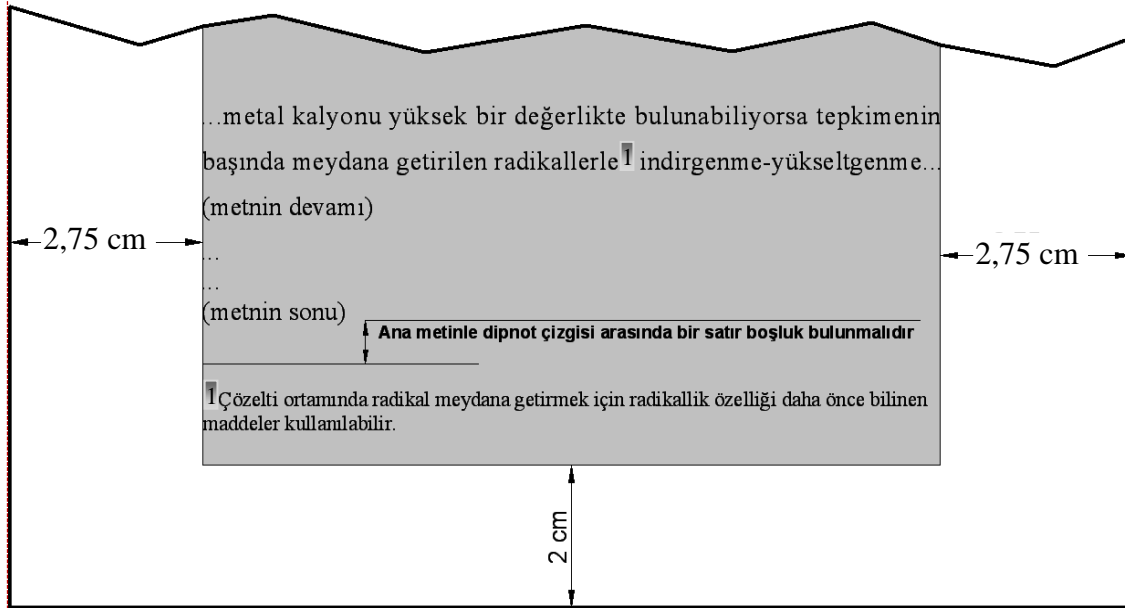 ...metal kalyonu yüksek bir değerlikte bulunabiliyorsa tepkimenin
başında meydana getirilen radikallerle 1 indirgenme-yükseltgenme...
(metnin devamı)
2,75 cm
2,75 cm
...
...
(metnin sonu)
Ana metinle dipnot çizgisi arasında bir satır boşluk bulunmalıdır
1Çözelti ortamında radikal meydana getirmek için radikallik özelliği daha önce bilinen
maddeler kullanılabilir.
2 cm